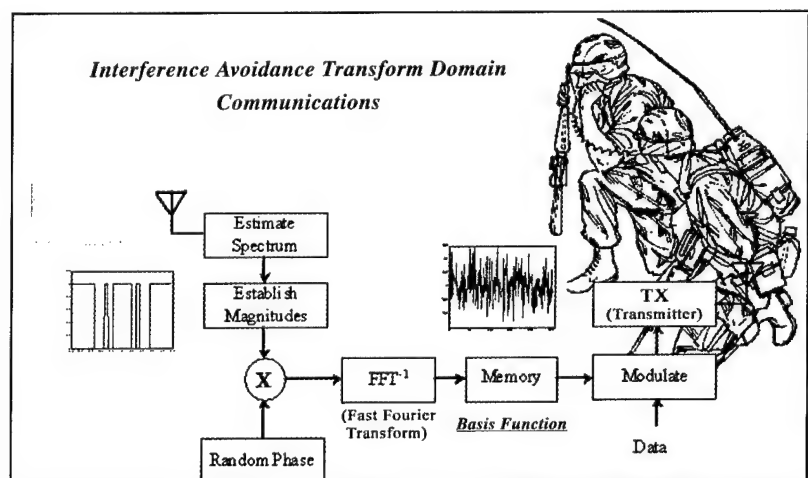 Interference Avoidance Transform Domain
Communications
Estimate
Spectrum
Establish
Magnitudes
X
FFT-1
(Fast Fourier
Transform)
Memory
Basis Function
Modulate
TX
(Transmitter)
Random Phase
Data